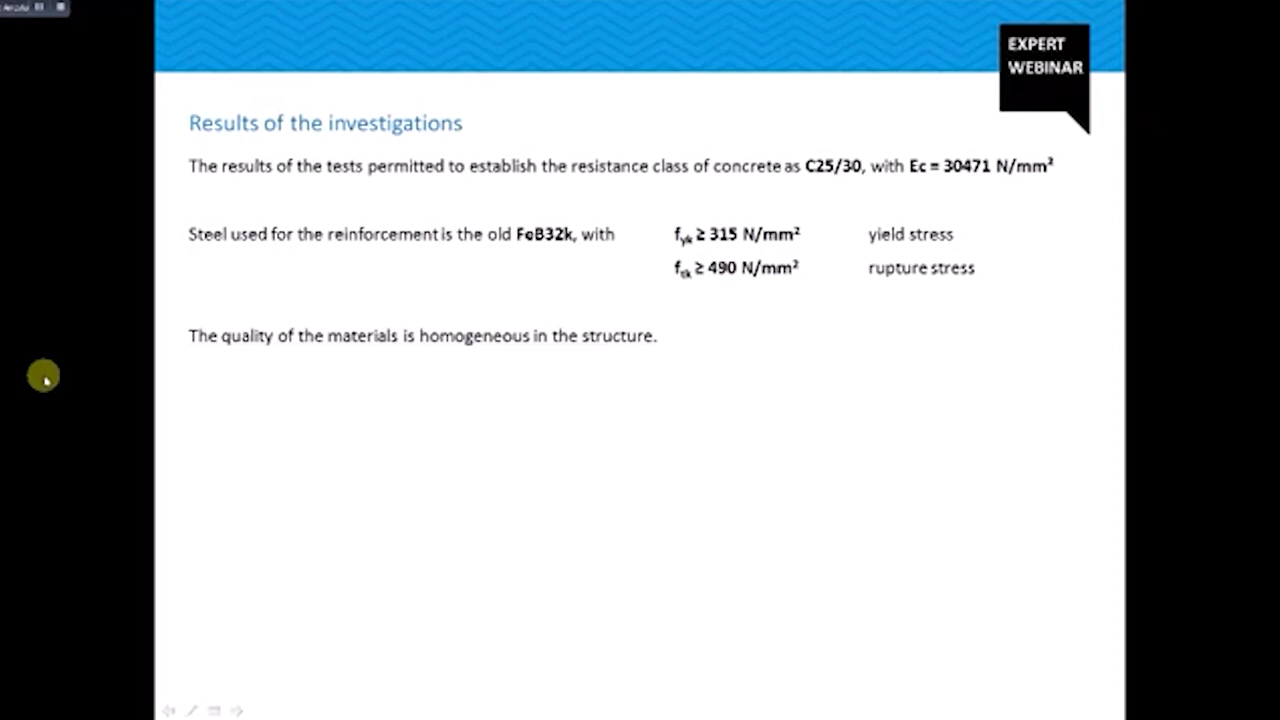 EXPERT
WEBINAR
Results of the investigations
The results of the tests permitted to establish the resistance class of concrete as C25/30, with Ec = 30471 N/mm²
Steel used for the reinforcement is the old FeB32k, with f_yk ≥ 315 N/mm² yield stress
f_tk ≥ 490 N/mm² rupture stress
The quality of the materials is homogeneous in the structure.